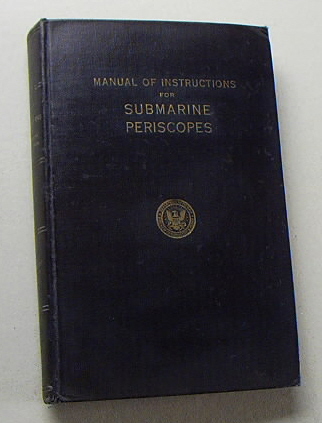 MANUAL OF INSTRUCTIONS
FOR
SUBMARINE
PERISCOPES